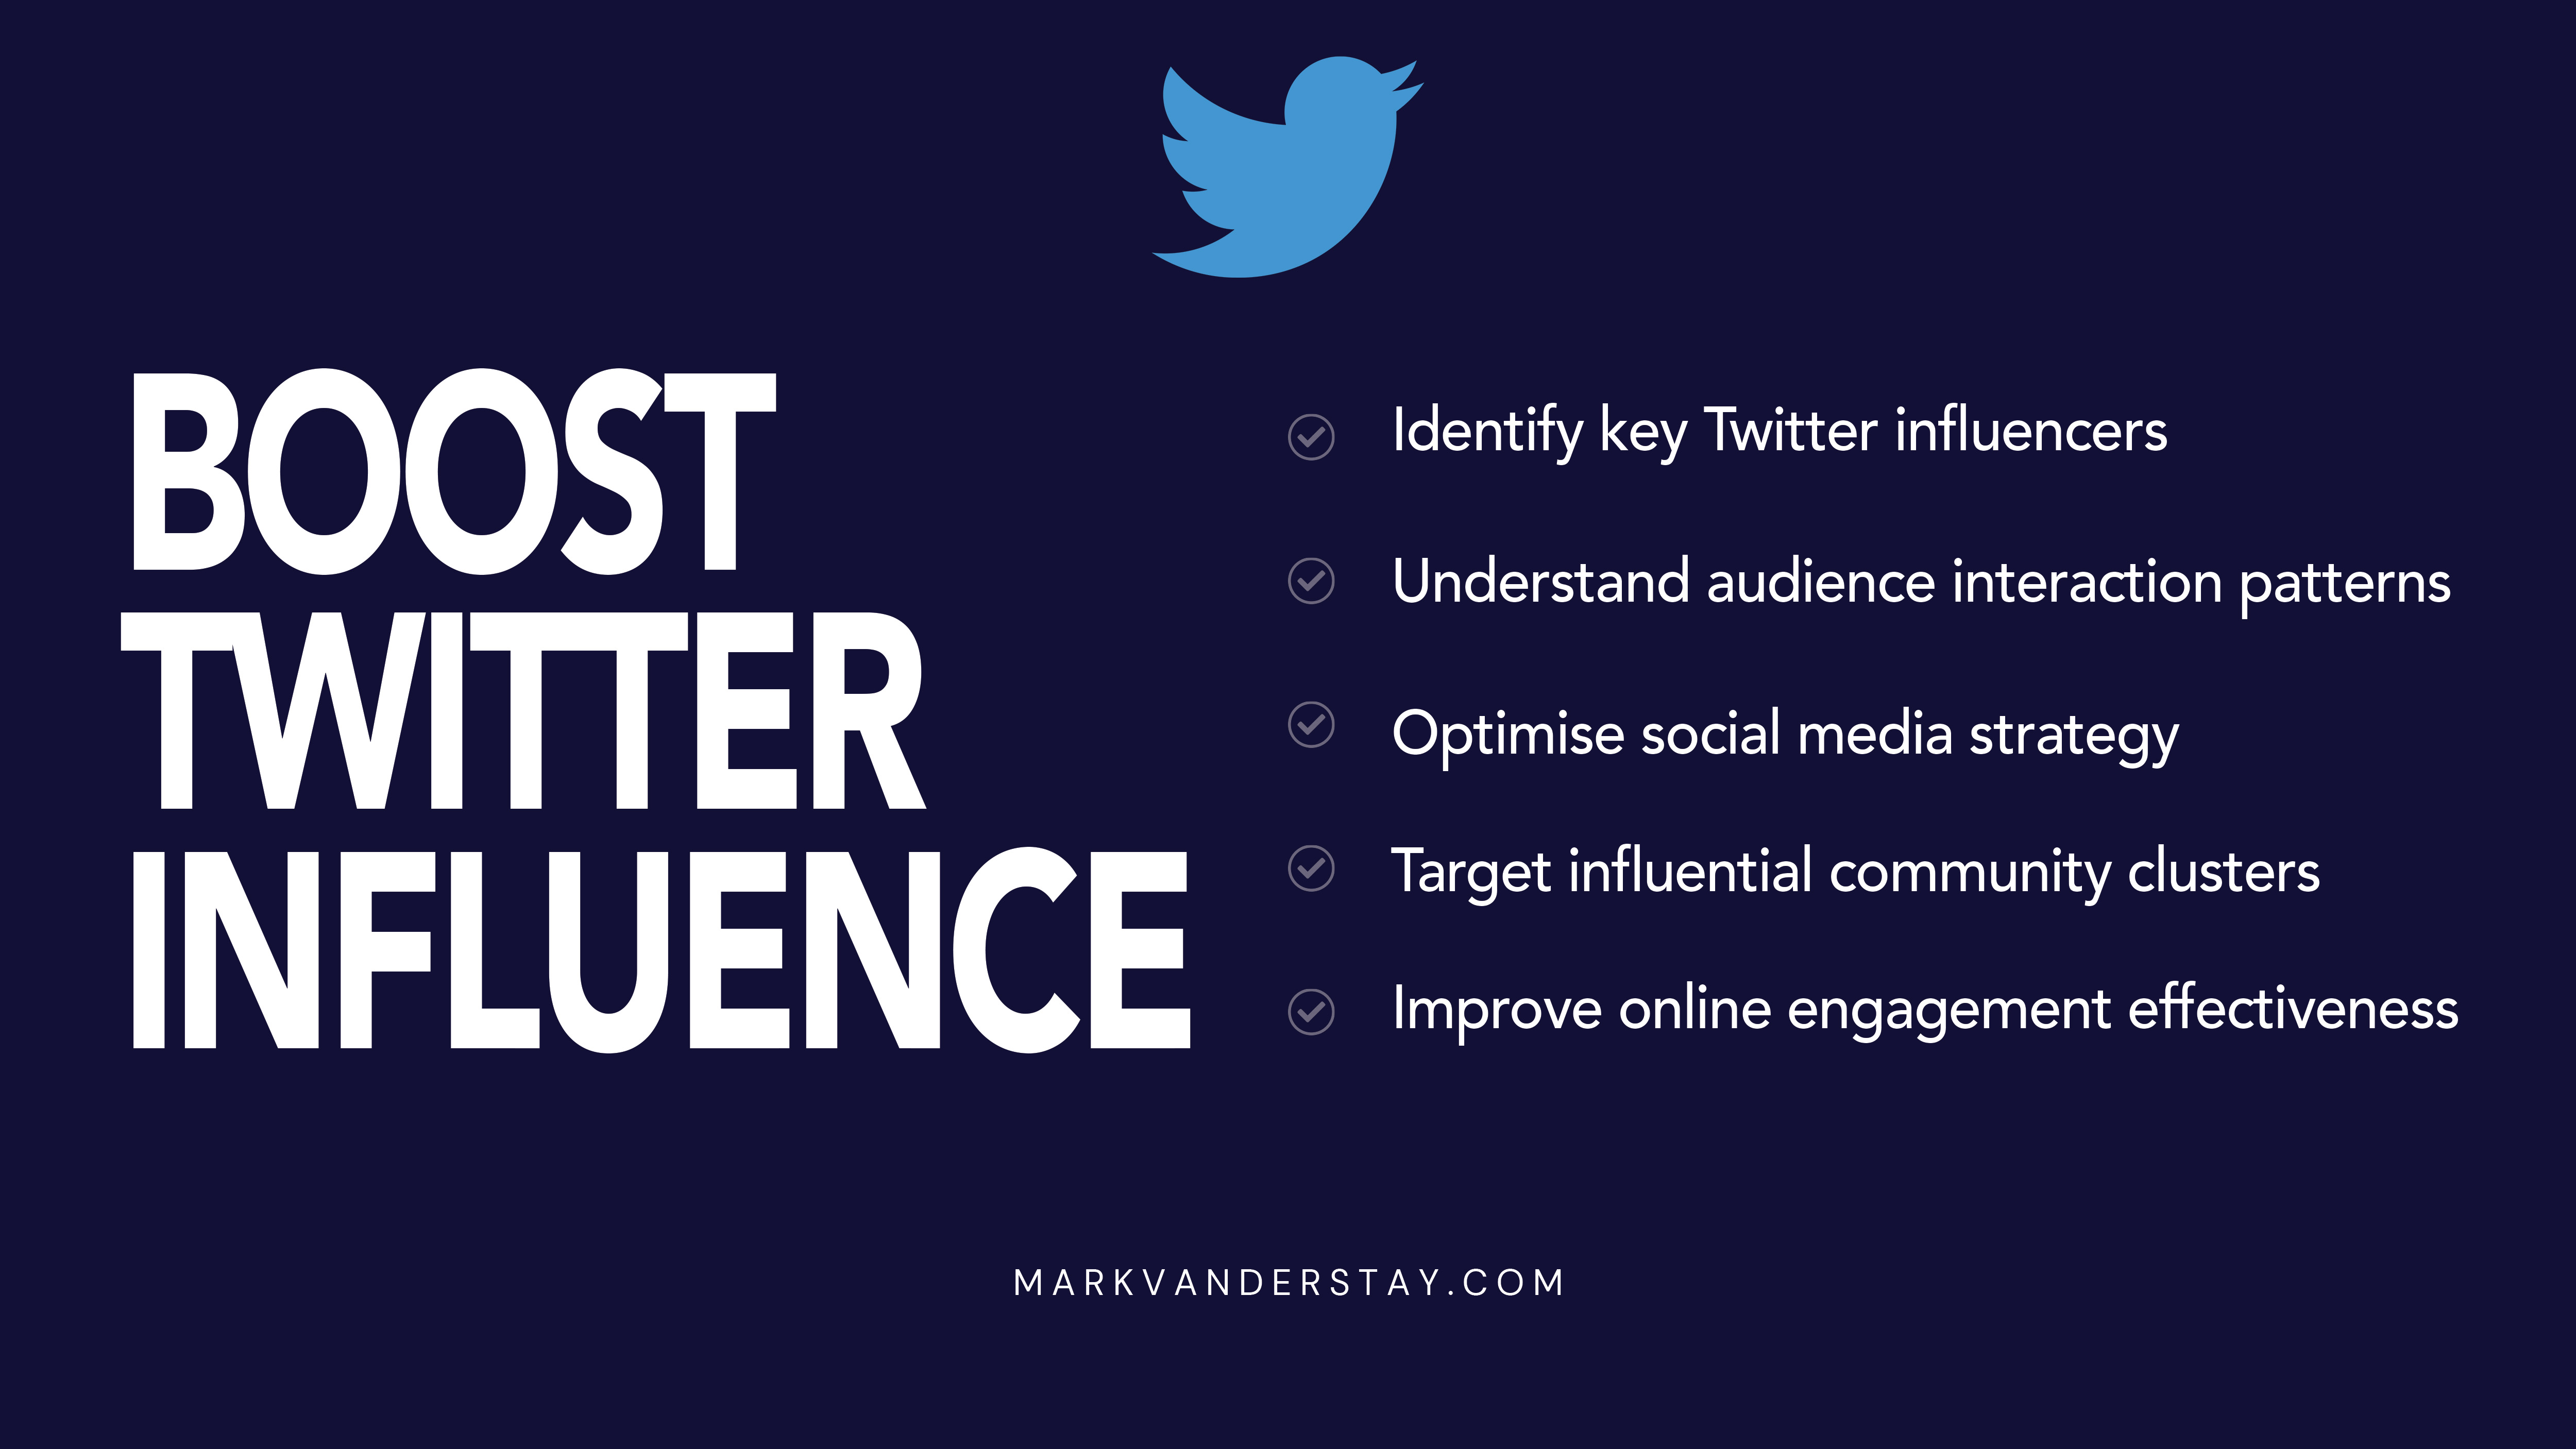 BOOST
TWITTER
INFLUENCE
Identify key Twitter influencers
Understand audience interaction patterns
Optimise social media strategy
Target influential community clusters
Improve online engagement effectiveness
MARKVANDERSTAY.COM